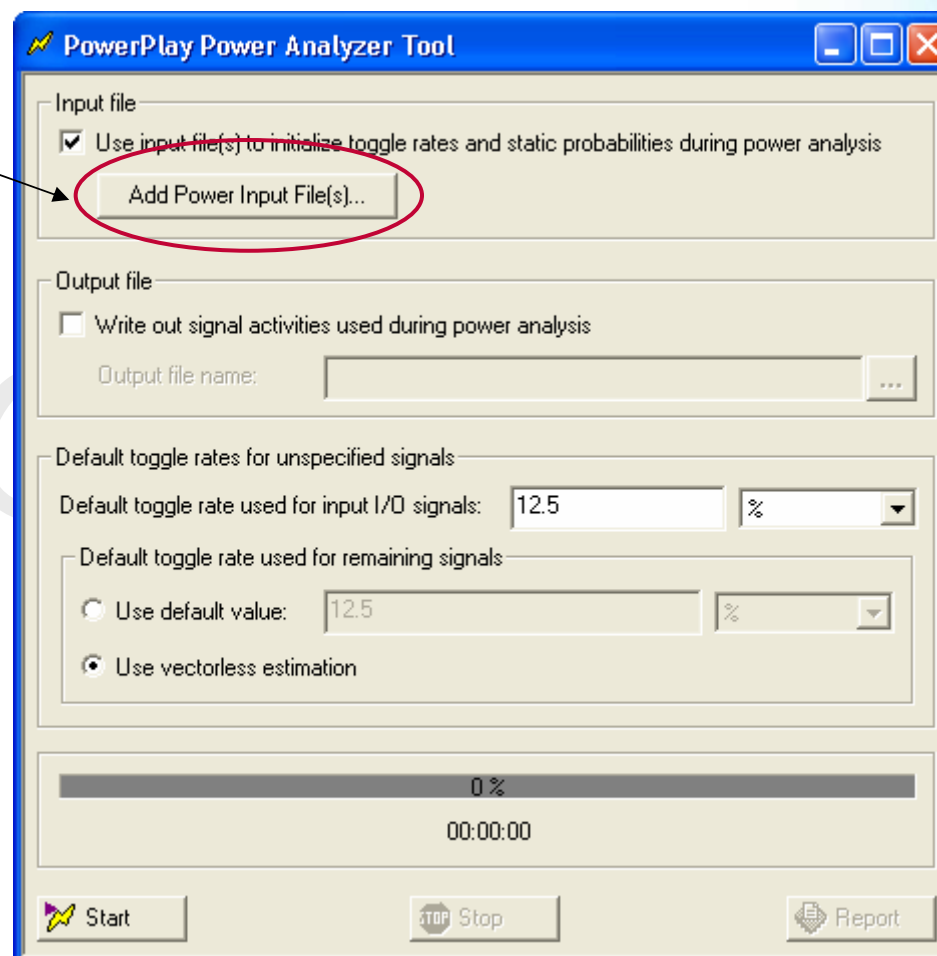 PowerPlay Power Analyzer Tool
Input file
Use input file(s) to initialize toggle rates and static probabilities during power analysis
Add Power Input File(s)...
Output file
Write out signal activities used during power analysis
Output file name:
...
Default toggle rates for unspecified signals
Default toggle rate used for input I/O signals: 12.5 %
Default toggle rate used for remaining signals
Use default value: 12.5 %
Use vectorless estimation
0 %
00:00:00
Start STOP Stop Report